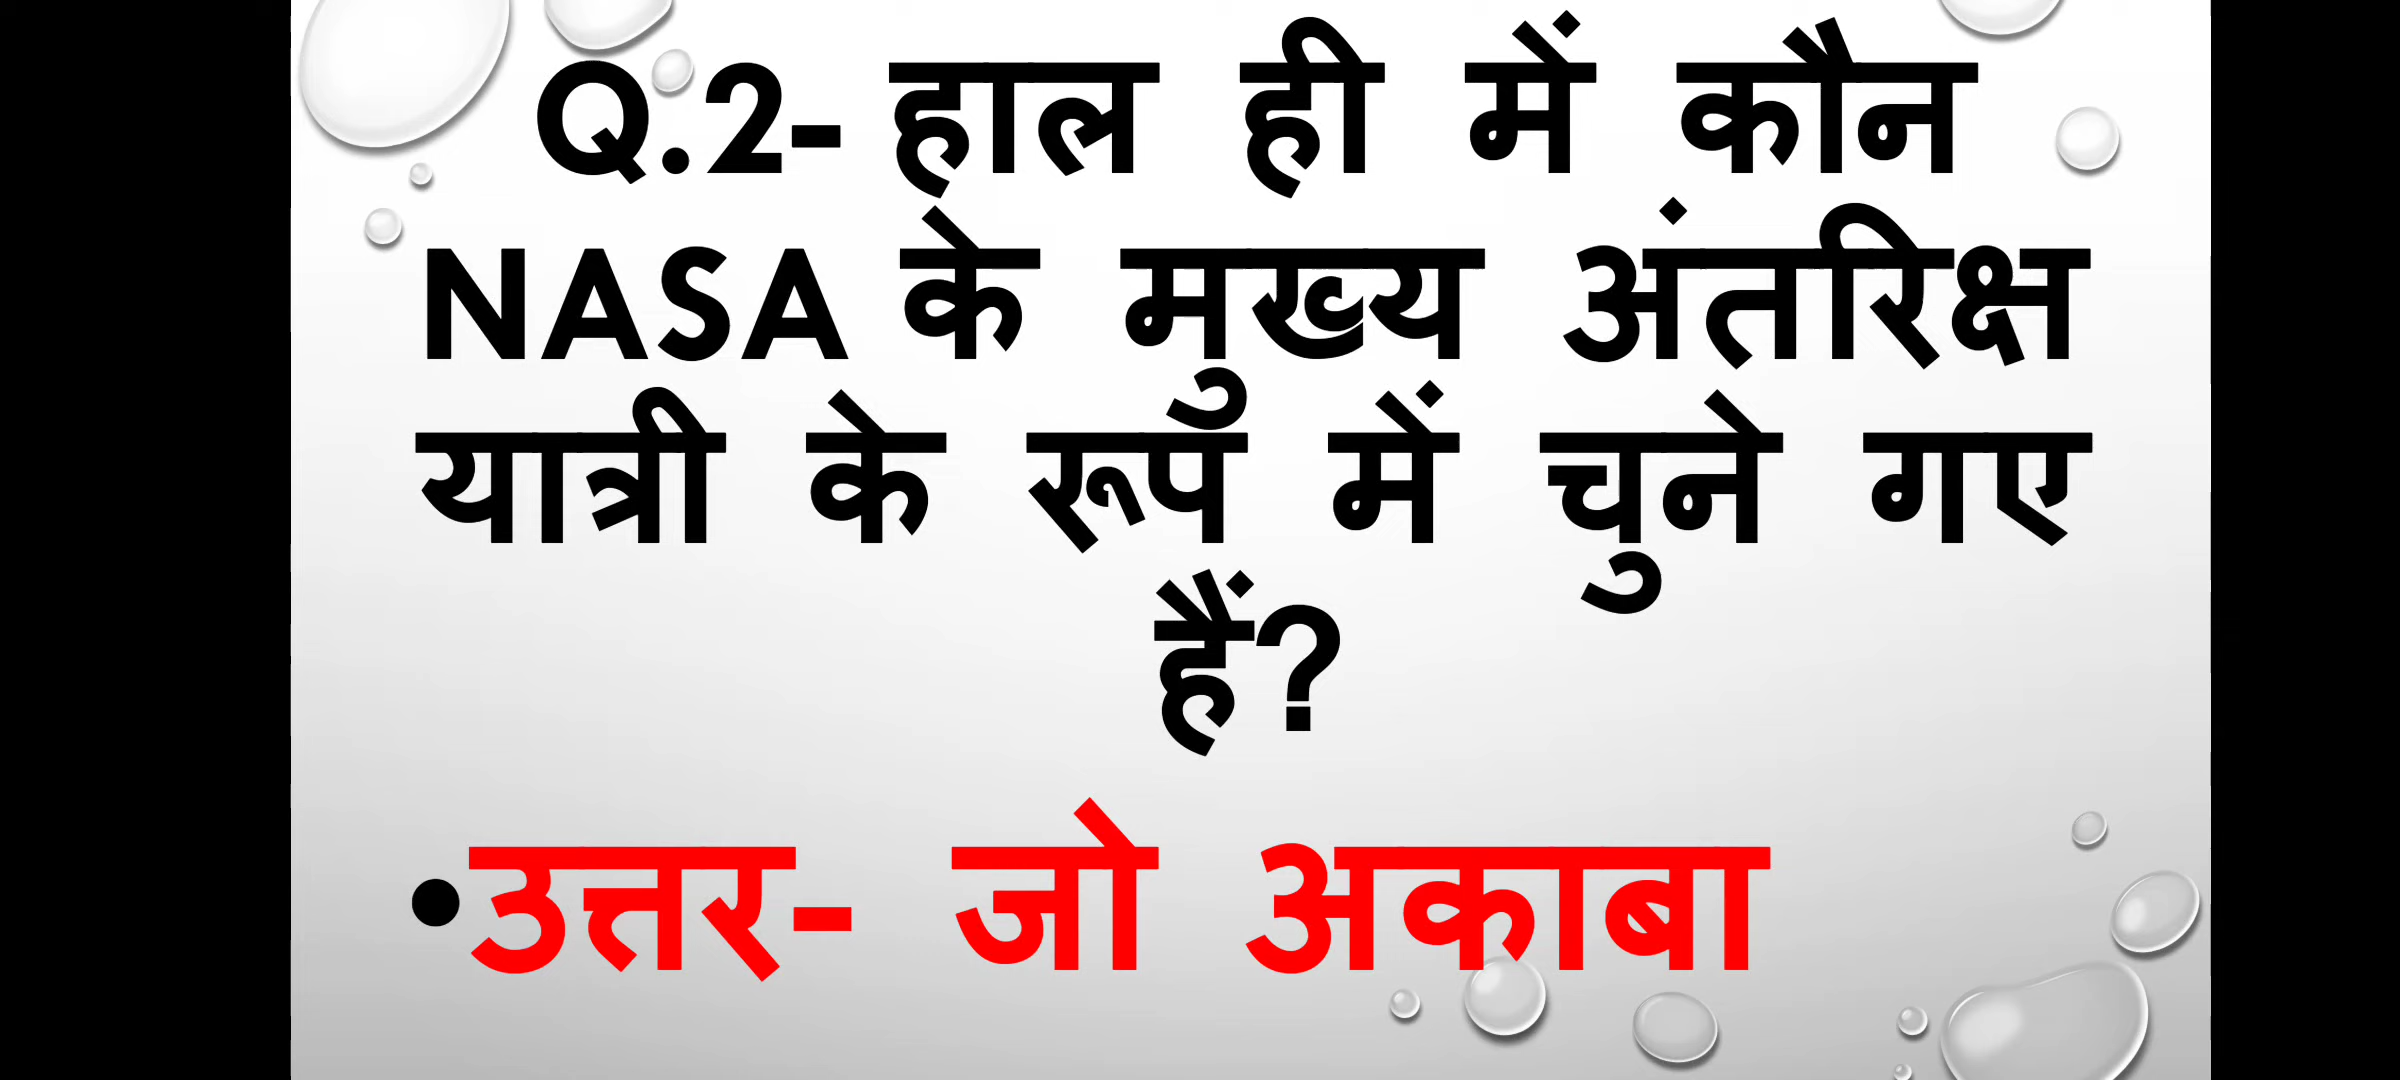 Q.2- हाल ही में कौन
NASA के मुख्य अंतरिक्ष
यात्री के रूप में चुने गए
हैं?
•उत्तर- जो अकाबा